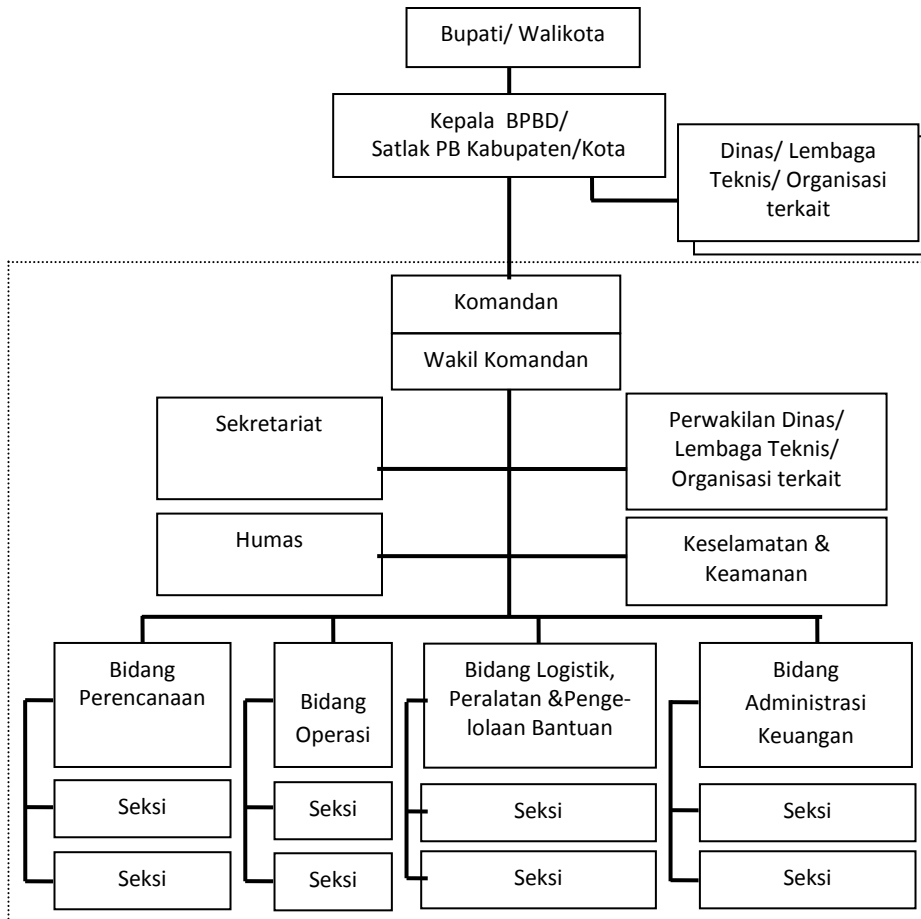 Bupati/ Walikota
Kepala BPBD/
Satlak PB Kabupaten/Kota
Dinas/ Lembaga
Teknis/ Organisasi
terkait
Komandan
Wakil Komandan
Sekretariat
Perwakilan Dinas/
Lembaga Teknis/
Organisasi terkait
Humas
Keselamatan &
Keamanan
Bidang
Perencanaan
Bidang
Operasi
Bidang Logistik,
Peralatan &Penge-
lolaan Bantuan
Bidang
Administrasi
Keuangan
Seksi
Seksi
Seksi
Seksi
Seksi
Seksi
Seksi
Seksi